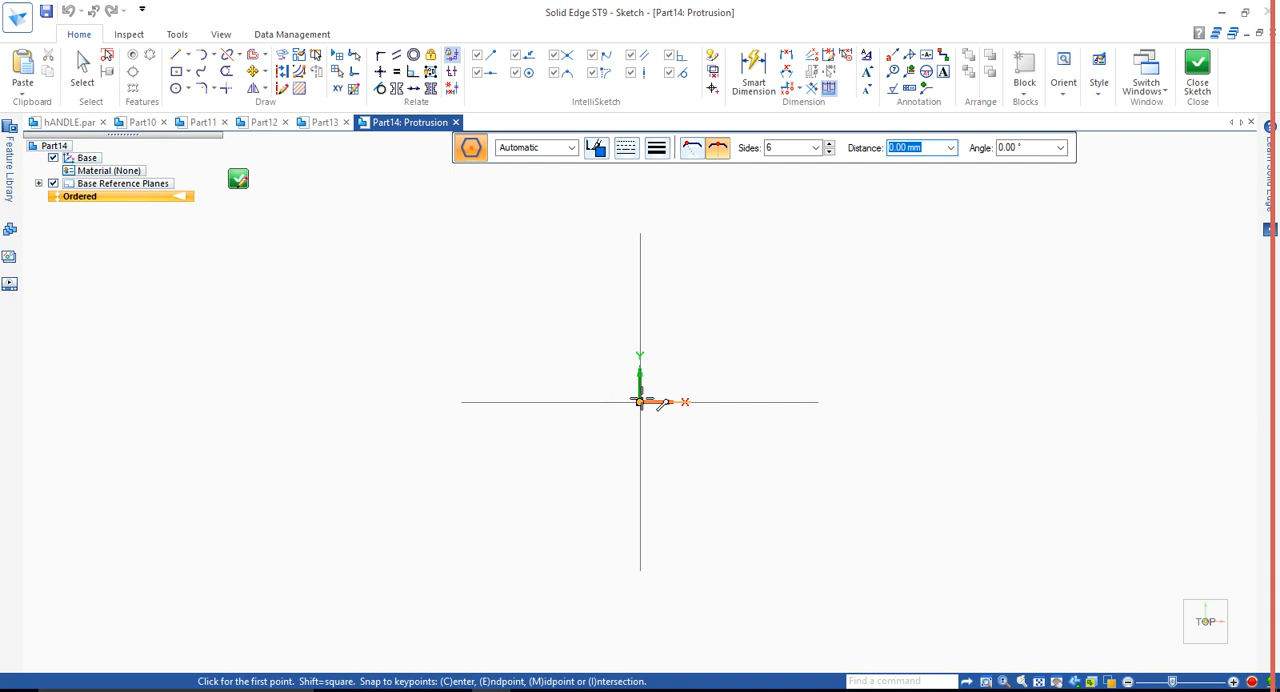 Solid Edge ST9 - Sketch - [Part14: Protrusion]
Home Inspect Tools View Data Management
Paste Select Smart Dimension Block Orient Style Switch Windows Close Sketch
Clipboard Select Features Draw Relate IntelliSketch Dimension Annotation Arrange Blocks Window Close
hANDLE.par Part10 Part11 Part12 Part13 Part14: Protrusion
Automatic Sides: 6 Distance: 0.00 mm Angle: 0.00 °
Feature Library
Part14
Base
Material (None)
Base Reference Planes
Ordered
Y
X
TOP
Click for the first point. Shift=square. Snap to keypoints: (C)enter, (E)ndpoint, (M)idpoint or (I)ntersection.
Find a command